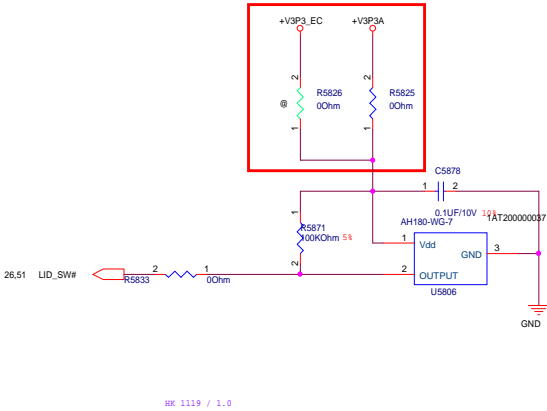 +V3P3_EC
+V3P3A
2
2
R5826
R5825
@
0Ohm
0Ohm
1
1
C5878
1
2
0.1UF/10V 10%
1AT200000037
AH180-WG-7
1
R5871
100KOhm 5%
1
Vdd
GND
3
2
26,51 LID_SW#
R5833
2
1
0Ohm
2
OUTPUT
U5806
GND
HK 1119 / 1.0